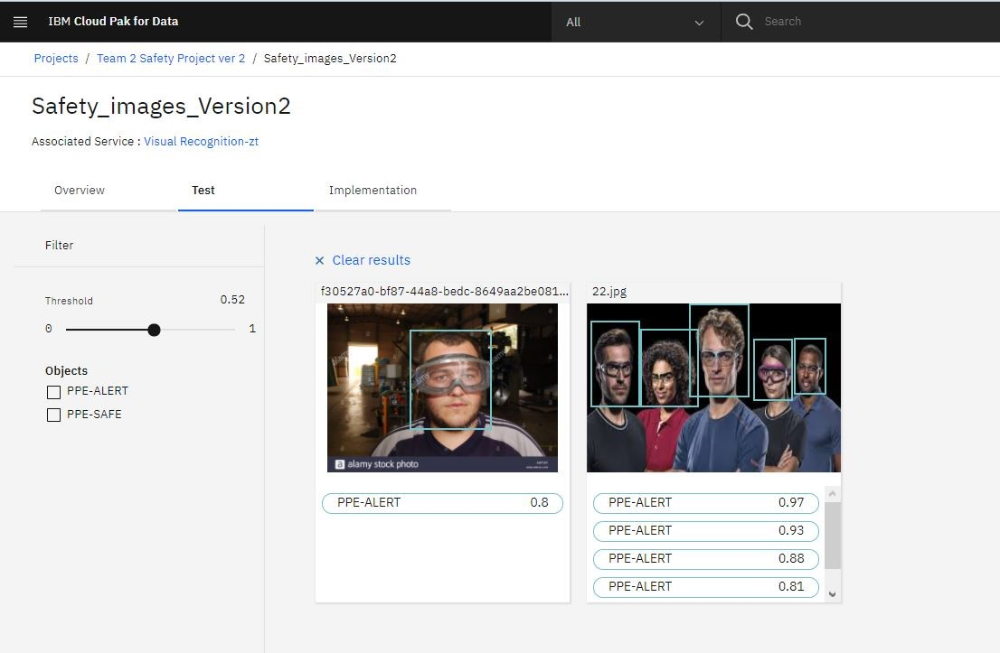 IBM Cloud Pak for Data
All
Search
Projects / Team 2 Safety Project ver 2 / Safety_images_Version2
Safety_images_Version2
Associated Service : Visual Recognition-zt
Overview
Test
Implementation
Filter
Threshold 0.52
0 1
Objects
PPE-ALERT
PPE-SAFE
× Clear results
f30527a0-bf87-44a8-bedc-8649aa2be081...
a alamy stock photo
PPE-ALERT 0.8
22.jpg
PPE-ALERT 0.97
PPE-ALERT 0.93
PPE-ALERT 0.88
PPE-ALERT 0.81